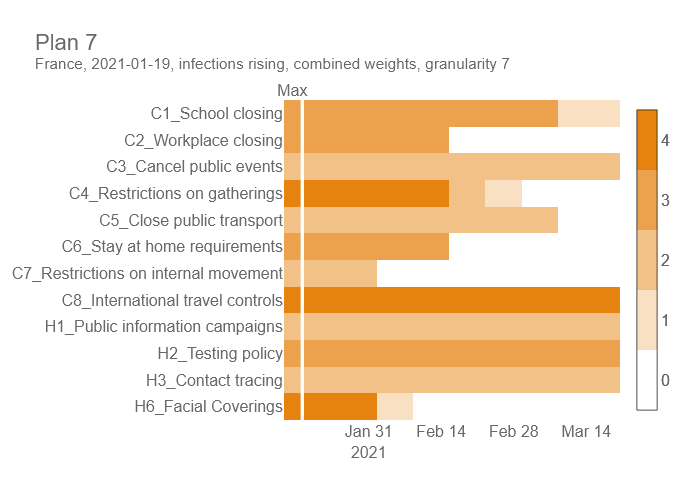 Plan 7
France, 2021-01-19, infections rising, combined weights, granularity 7
Max
C1_School closing
C2_Workplace closing
C3_Cancel public events
C4_Restrictions on gatherings
C5_Close public transport
C6_Stay at home requirements
C7_Restrictions on internal movement
C8_International travel controls
H1_Public information campaigns
H2_Testing policy
H3_Contact tracing
H6_Facial Coverings
4
3
2
1
0
Jan 31 Feb 14 Feb 28 Mar 14
2021